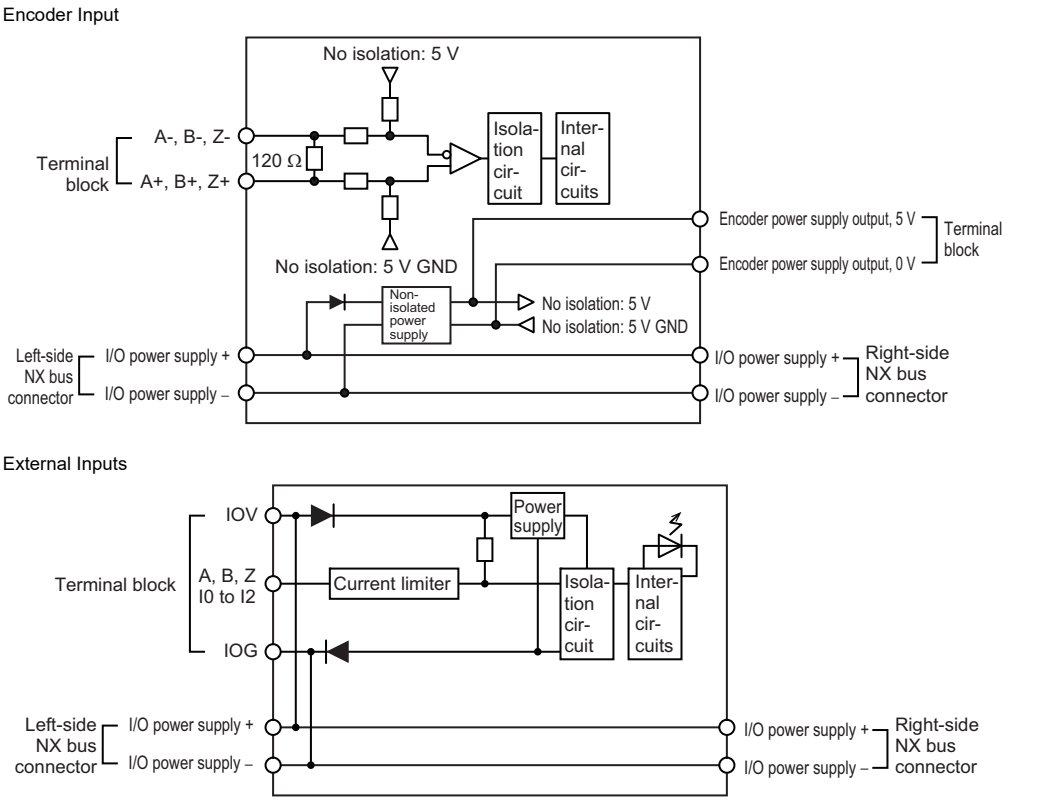 Encoder Input
No isolation: 5 V
A-, B-, Z-
Terminal
block
120 Ω
A+, B+, Z+
Isola-
tion
cir-
cuit
Inter-
nal
cir-
cuits
No isolation: 5 V GND
Encoder power supply output, 5 V
Encoder power supply output, 0 V
Terminal
block
Non-
isolated
power
supply
No isolation: 5 V
No isolation: 5 V GND
Left-side
NX bus
connector
I/O power supply +
I/O power supply –
I/O power supply +
I/O power supply –
Right-side
NX bus
connector
External Inputs
Terminal block
IOV
A, B, Z
I0 to I2
IOG
Current limiter
Power
supply
Isola-
tion
cir-
cuit
Inter-
nal
cir-
cuits
Left-side
NX bus
connector
I/O power supply +
I/O power supply –
I/O power supply +
I/O power supply –
Right-side
NX bus
connector